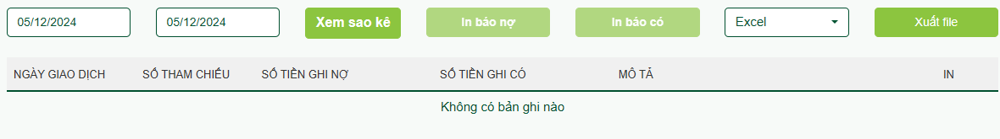 05/12/2024 05/12/2024 Xem sao kê In báo nợ In báo có Excel Xuất file
NGÀY GIAO DỊCH SỐ THAM CHIẾU SỐ TIỀN GHI NỢ SỐ TIỀN GHI CÓ MÔ TẢ IN
Không có bản ghi nào